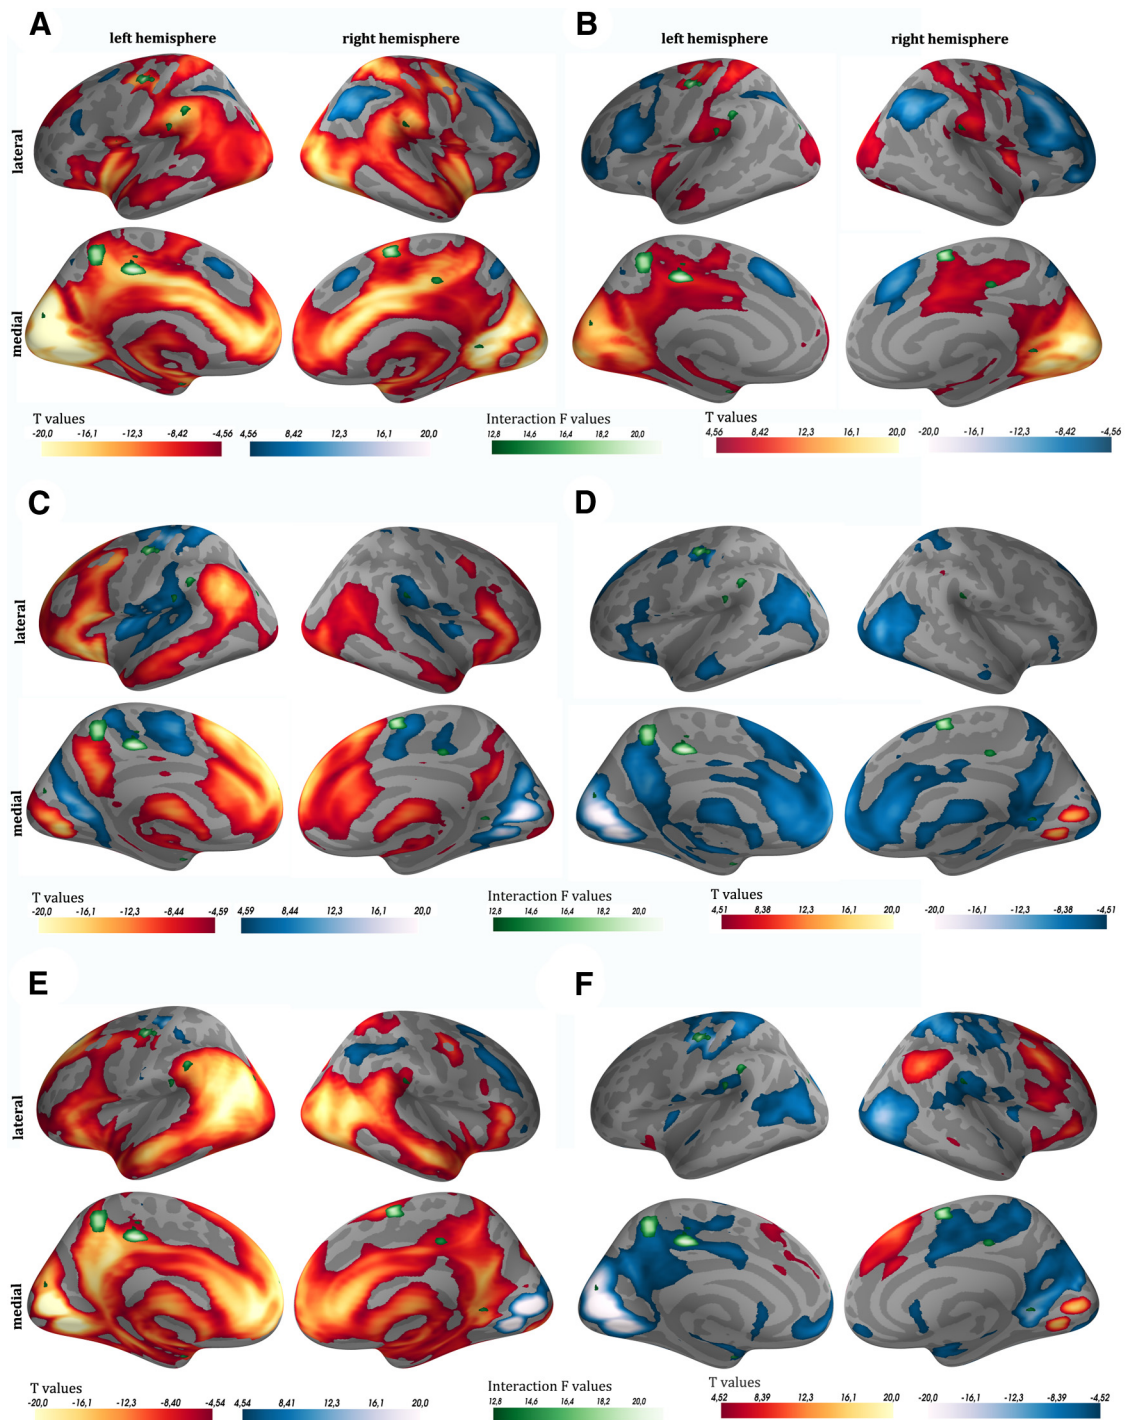 A
B
left hemisphere
right hemisphere
left hemisphere
right hemisphere
lateral
medial
T values
-20,0 -16,1 -12,3 -8,42 -4,56
4,56 8,42 12,3 16,1 20,0
Interaction F values
12,8 14,6 16,4 18,2 20,0
T values
4,56 8,42 12,3 16,1 20,0
-20,0 -16,1 -12,3 -8,42 -4,56
C
D
lateral
medial
T values
-20,0 -16,1 -12,3 -8,44 -4,59
4,59 8,44 12,3 16,1 20,0
Interaction F values
12,8 14,6 16,4 18,2 20,0
T values
4,51 8,38 12,3 16,1 20,0
-20,0 -16,1 -12,3 -8,38 -4,51
E
F
lateral
medial
T values
-20,0 -16,1 -12,3 -8,40 -4,54
4,54 8,41 12,3 16,1 20,0
Interaction F values
12,8 14,6 16,4 18,2 20,0
T values
4,52 8,39 12,3 16,1 20,0
-20,0 -16,1 -12,3 -8,39 -4,52